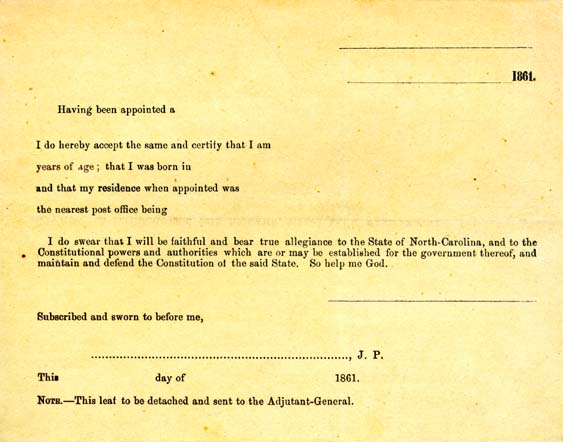 1861.
Having been appointed a
I do hereby accept the same and certify that I am
years of age ; that I was born in
and that my residence when appointed was
the nearest post office being
I do swear that I will be faithful and bear true allegiance to the State of North-Carolina, and to the
Constitutional powers and authorities which are or may be established for the government thereof, and
maintain and defend the Constitution of the said State. So help me God.
Subscribed and sworn to before me,
......................................................................, J. P.
This day of 1861.
NOTE.—This leaf to be detached and sent to the Adjutant-General.